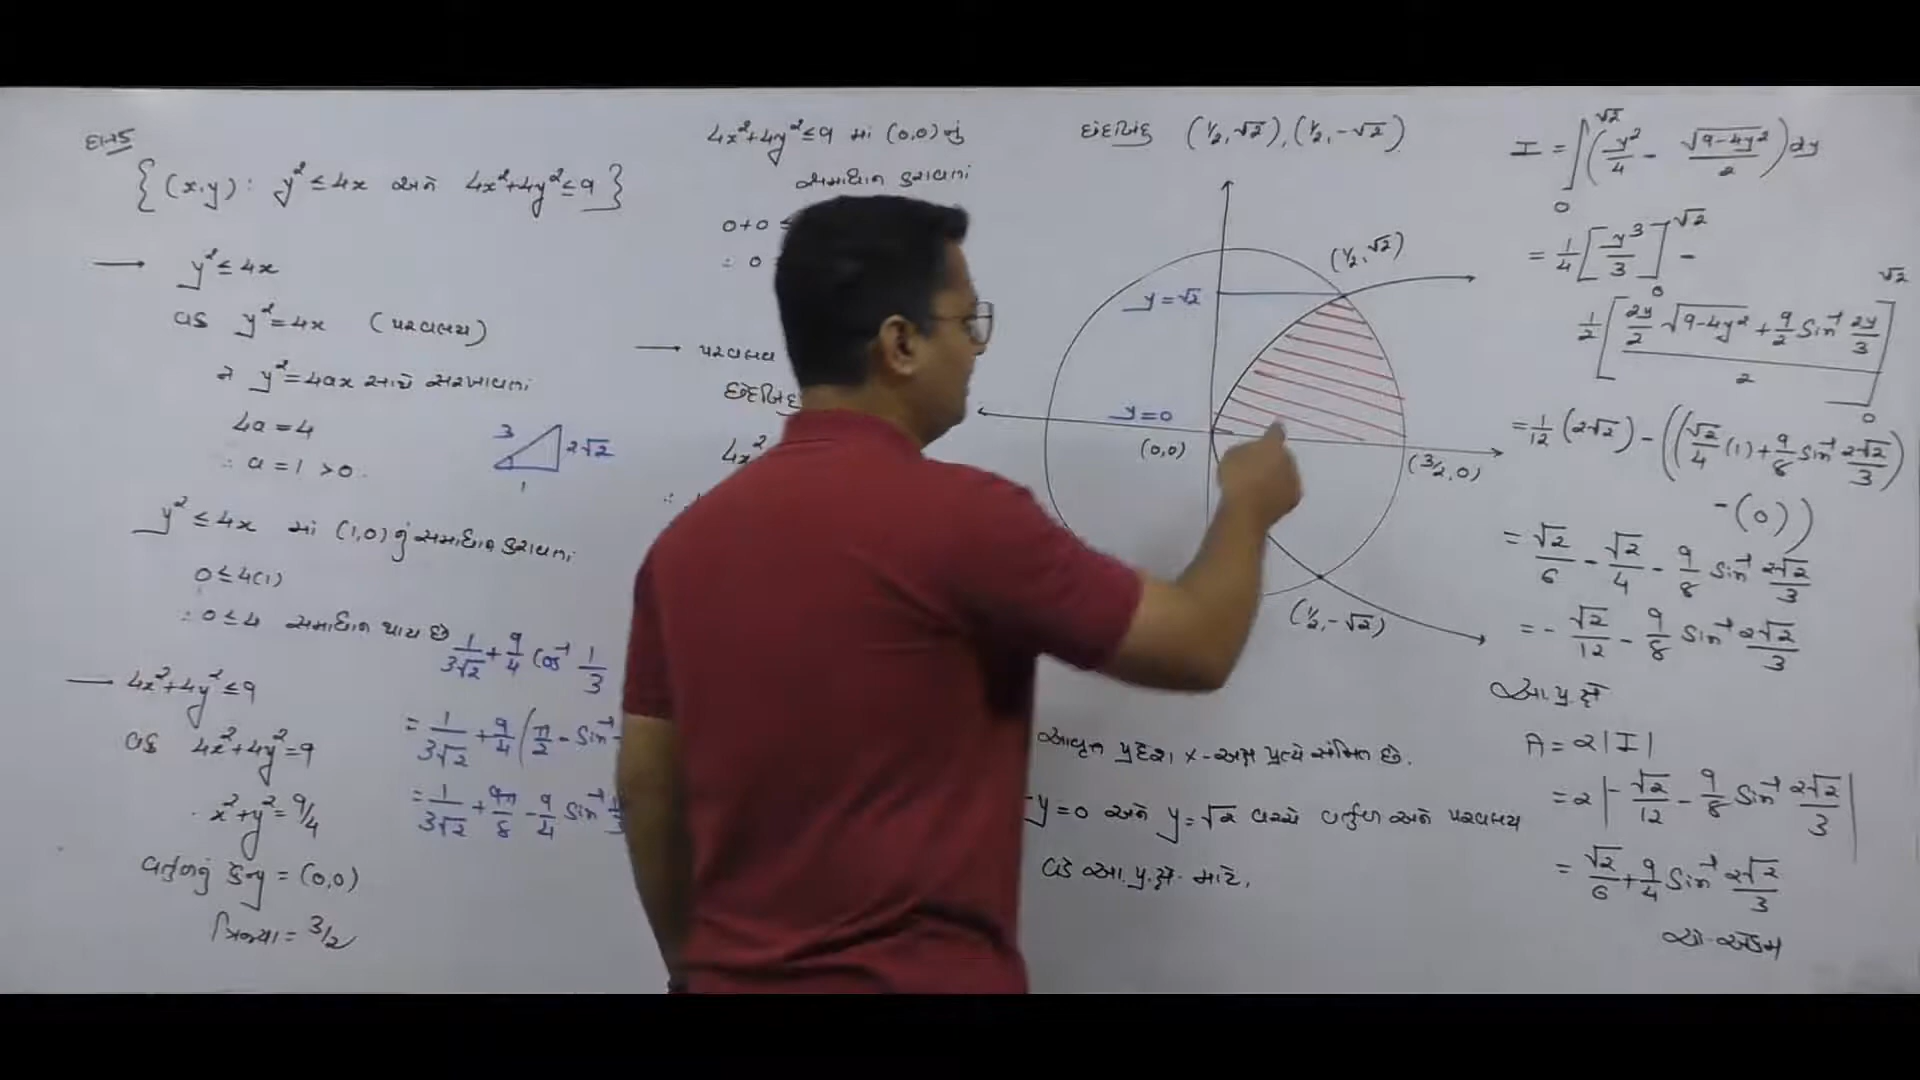 {(x,y) : y² ≤ 4x અને 4x²+4y² ≤ 9}
→ y² ≤ 4x
વક્ર y² = 4x (પરવલય)
ને y² = 4ax સાથે સરખાવતાં
4a = 4
∴ a = 1 > 0.
3
2√2
1
y² ≤ 4x માં (1,0) નું સમાધાન કરાવતાં
0 ≤ 4(1)
∴ 0 ≤ 4 સમાધાન થાય છે
— 4x²+4y² ≤ 9
વક્ર 4x²+4y² = 9
∴ x²+y² = 9/4
વર્તુળનું કેન્દ્ર = (0,0)
ત્રિજ્યા = 3/2
1/3√2 + 9/4 cos⁻¹ 1/3
= 1/3√2 + 9/4 (π/2 - sin⁻¹
= 1/3√2 + 9π/8 - 9/4 sin⁻¹ 1/3
4x²+4y² ≤ 9 માં (0,0) નું
સમાધાન કરાવતાં
0+0 ≤
∴ 0
→ પરવલય
છેદબિંદુ
4x²
છેદબિંદુ (1/2, √2), (1/2, -√2)
(1/2, √2)
y = √2
y = 0
(0,0)
(3/2, 0)
(1/2, -√2)
આવૃત્ત પ્રદેશ X-અક્ષ પ્રત્યે સંમિત છે.
y = 0 અને y = √2 વચ્ચે વર્તુળ અને પરવલય
વડે આ.પ્ર.ક્ષે. માટે,
I = ∫₀^√2 (y²/4 - √(9-4y²)/2) dy
= 1/4 [y³/3]₀^√2 -
1/2 [(2y/2 √(9-4y²) + 9/2 sin⁻¹ 2y/3)/2]₀^√2
= 1/12 (2√2) - ((√2/4 (1) + 9/8 sin⁻¹ 2√2/3)
- (0))
= √2/6 - √2/4 - 9/8 sin⁻¹ 2√2/3
= - √2/12 - 9/8 sin⁻¹ 2√2/3
આ.પ્ર.ક્ષે
A = 2|I|
= 2|- √2/12 - 9/8 sin⁻¹ 2√2/3|
= √2/6 + 9/4 sin⁻¹ 2√2/3
ચો. એકમ